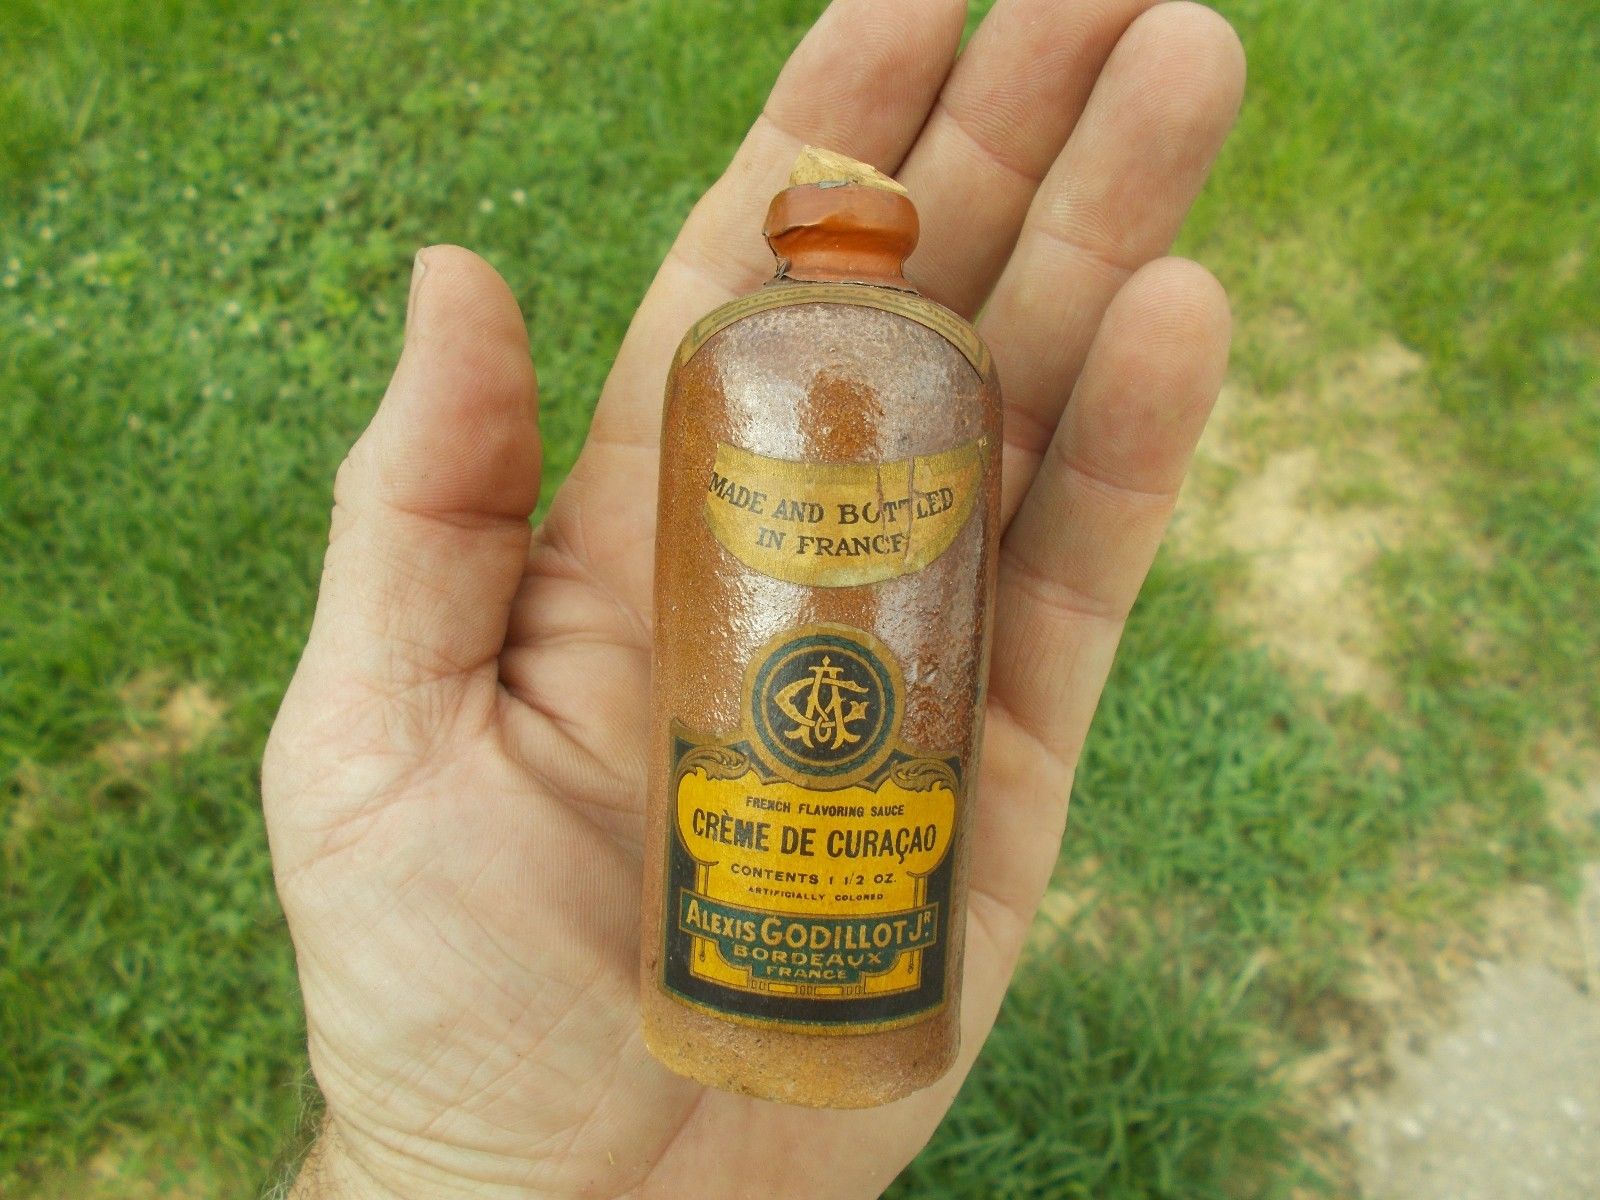 MADE AND BOTTLED
IN FRANCE
FRENCH FLAVORING SAUCE
CRÈME DE CURAÇAO
CONTENTS 1 1/2 OZ.
ARTIFICIALLY COLORED
ALEXIS GODILLOT JR.
BORDEAUX
FRANCE